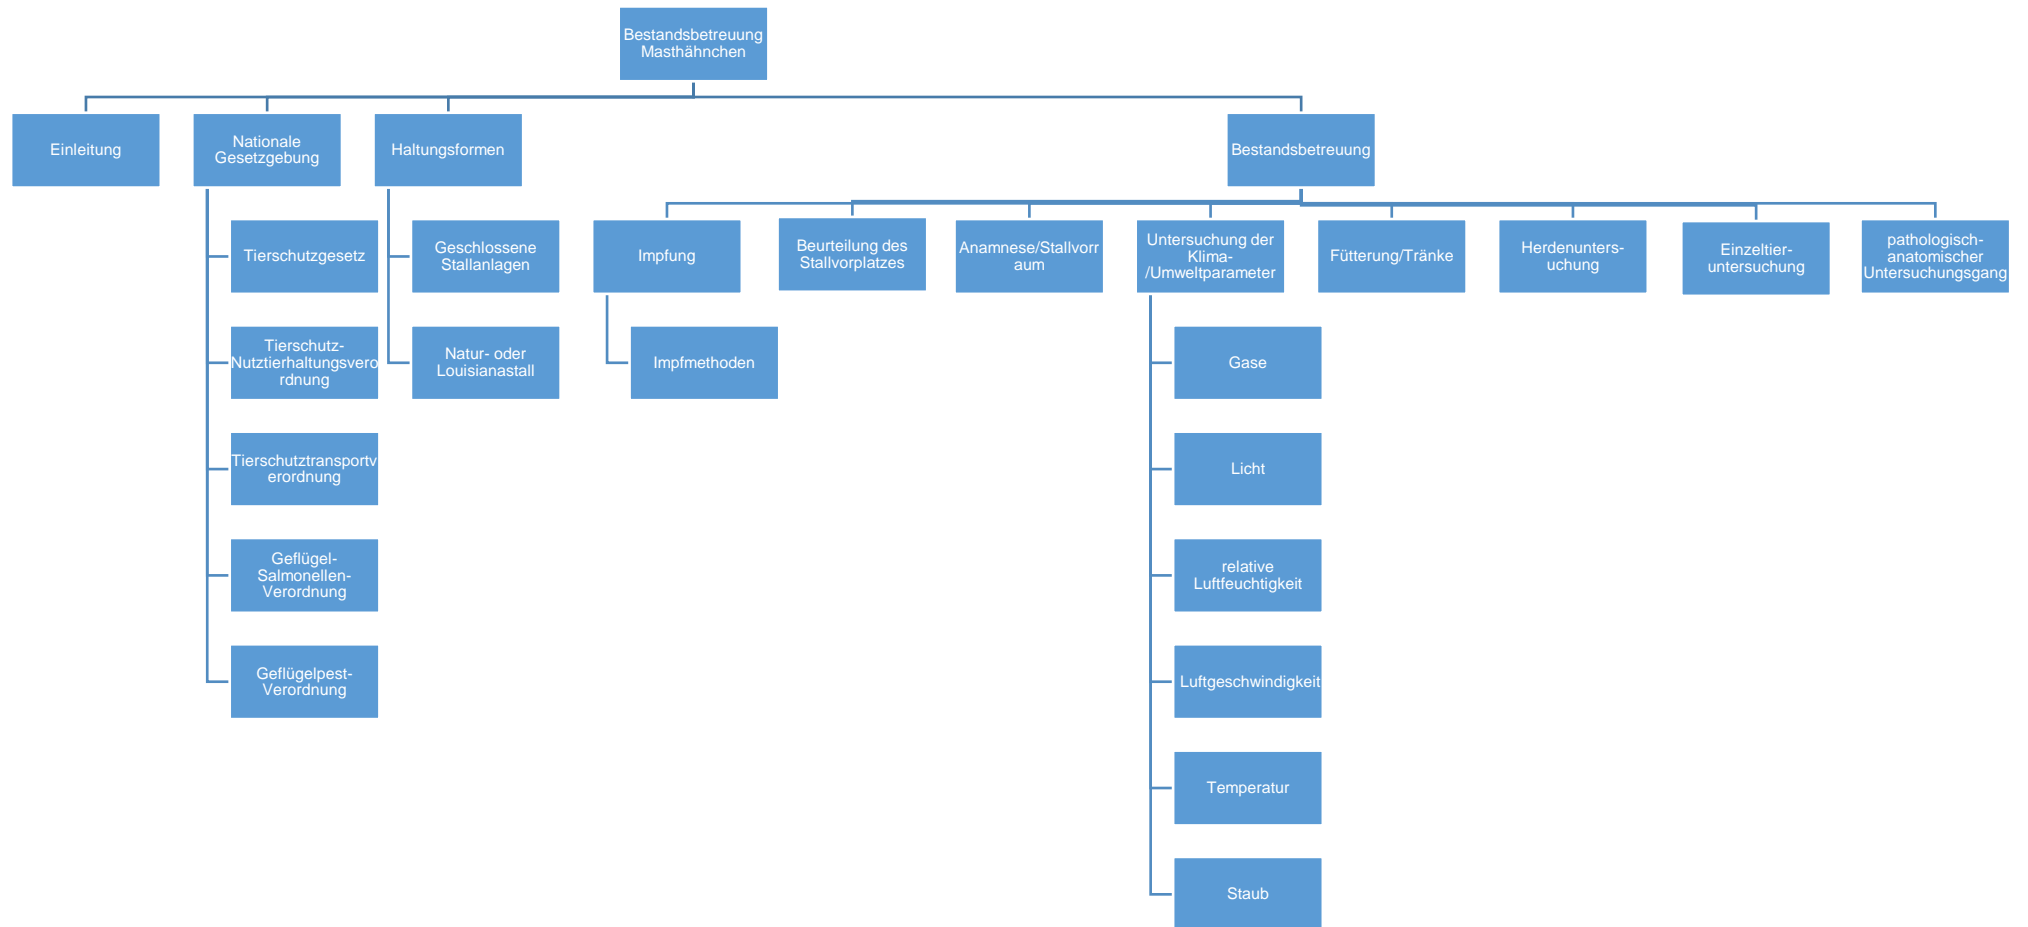 Bestandsbetreuung
Masthähnchen
Einleitung
Nationale
Gesetzgebung
Haltungsformen
Bestandsbetreuung
Tierschutzgesetz
Geschlossene
Stallanlagen
Impfung
Beurteilung des
Stallvorplatzes
Anamnese/Stallvorr
aum
Untersuchung der
Klima-
/Umweltparameter
Fütterung/Tränke
Herdenunters-
uchung
Einzeltier-
untersuchung
pathologisch-
anatomischer
Untersuchungsgang
Tierschutz-
Nutztierhaltungsvero
rdnung
Natur- oder
Louisianastall
Impfmethoden
Gase
Tierschutztransportv
erordnung
Licht
Geflügel-
Salmonellen-
Verordnung
relative
Luftfeuchtigkeit
Geflügelpest-
Verordnung
Luftgeschwindigkeit
Temperatur
Staub